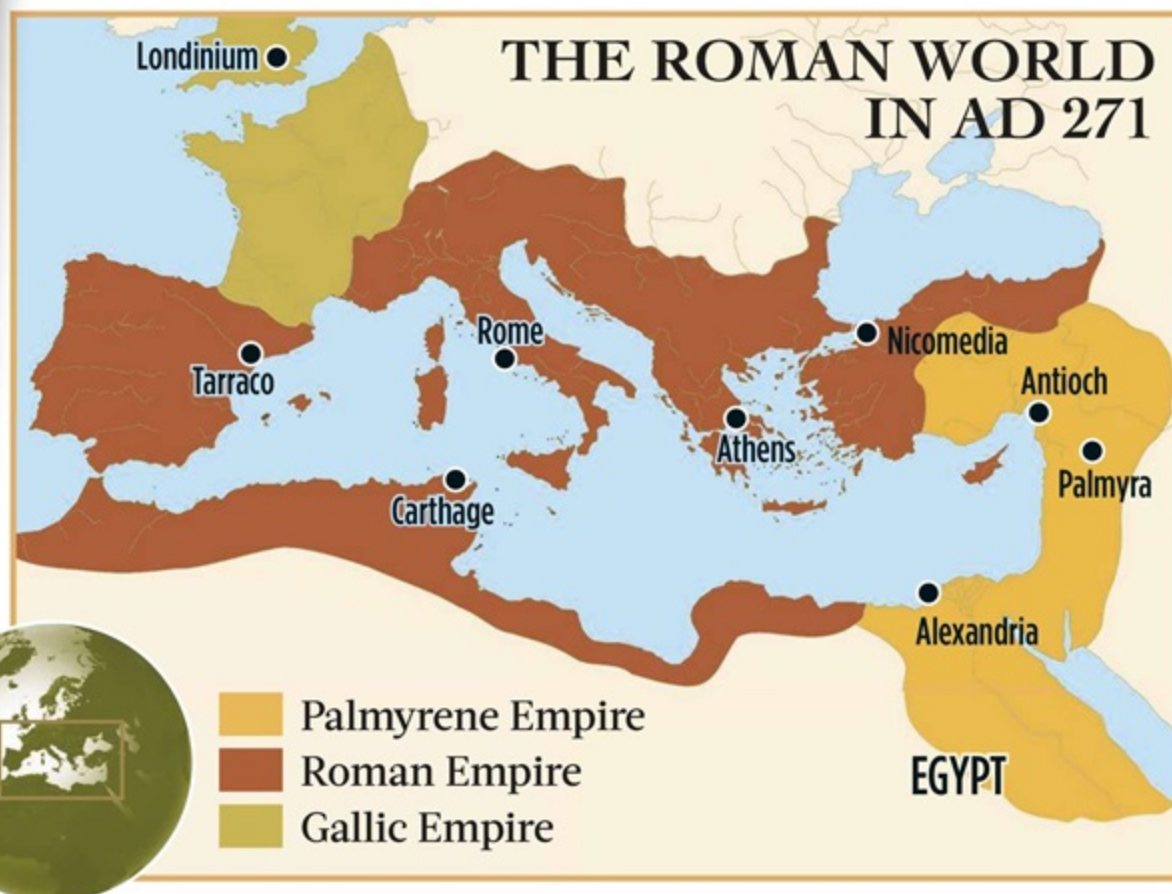 THE ROMAN WORLD
IN AD 271
Londinium
Tarraco
Rome
Nicomedia
Antioch
Athens
Palmyra
Carthage
Alexandria
EGYPT
Palmyrene Empire
Roman Empire
Gallic Empire